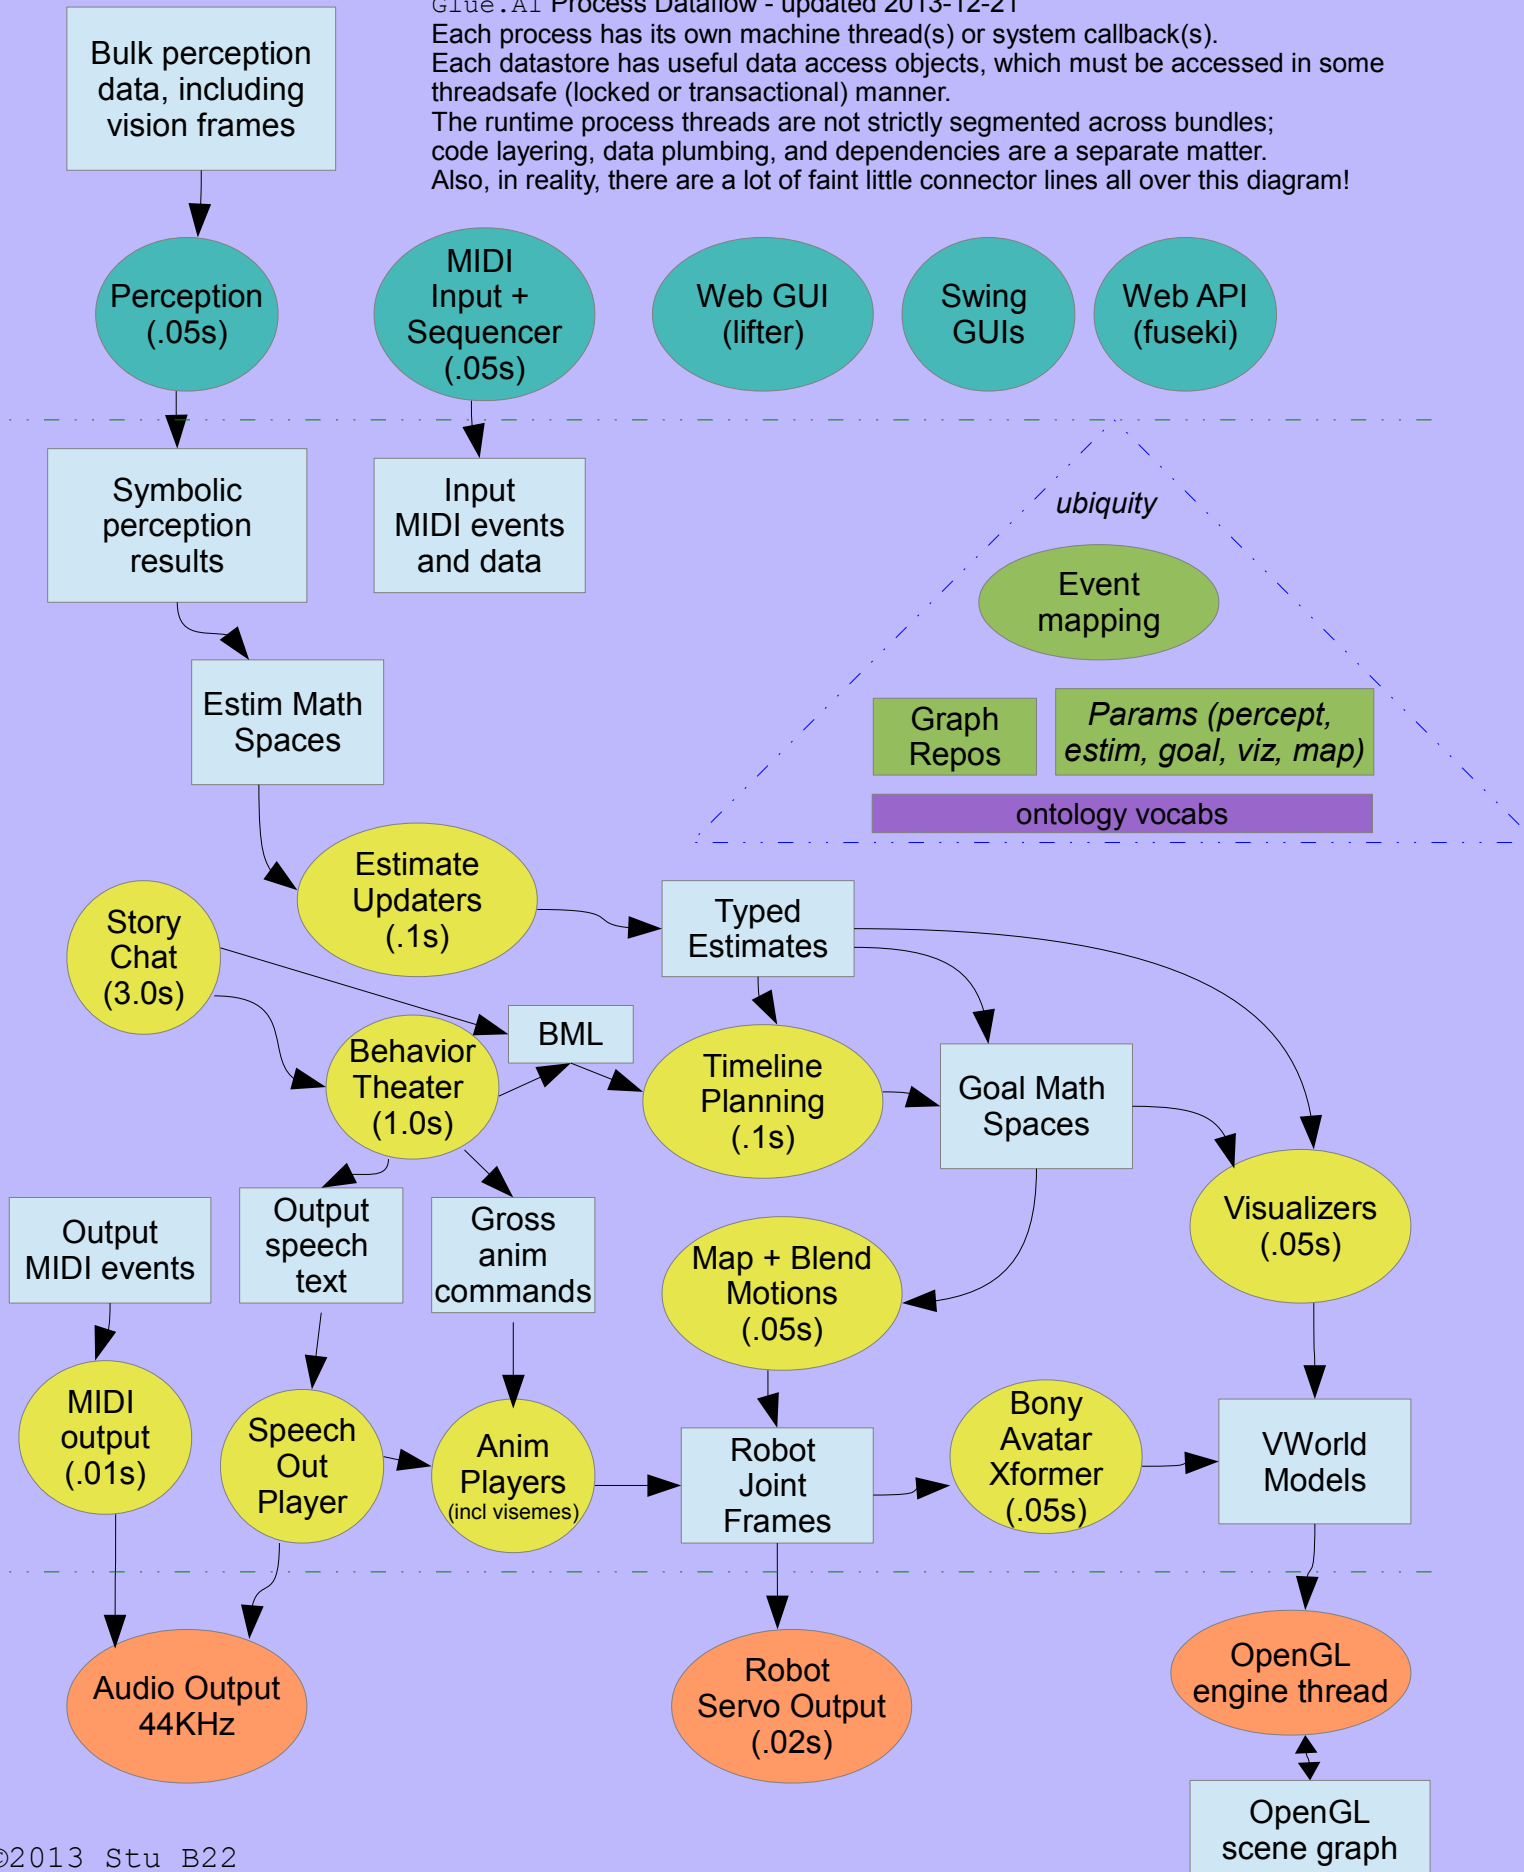 Glue.AI Process Dataflow - updated 2013-12-21
Each process has its own machine thread(s) or system callback(s).
Each datastore has useful data access objects, which must be accessed in some
threadsafe (locked or transactional) manner.
The runtime process threads are not strictly segmented across bundles;
code layering, data plumbing, and dependencies are a separate matter.
Also, in reality, there are a lot of faint little connector lines all over this diagram!
Bulk perception
data, including
vision frames
Perception
(.05s)
MIDI
Input +
Sequencer
(.05s)
Web GUI
(lifter)
Swing
GUIs
Web API
(fuseki)
Symbolic
perception
results
Input
MIDI events
and data
ubiquity
Event
mapping
Graph
Repos
Params (percept,
estim, goal, viz, map)
ontology vocabs
Estim Math
Spaces
Estimate
Updaters
(.1s)
Story
Chat
(3.0s)
Typed
Estimates
BML
Behavior
Theater
(1.0s)
Timeline
Planning
(.1s)
Goal Math
Spaces
Visualizers
(.05s)
Output
MIDI events
Output
speech
text
Gross
anim
commands
Map + Blend
Motions
(.05s)
MIDI
output
(.01s)
Speech
Out
Player
Anim
Players
(incl visemes)
Robot
Joint
Frames
Bony
Avatar
Xformer
(.05s)
VWorld
Models
Audio Output
44KHz
Robot
Servo Output
(.02s)
OpenGL
engine thread
OpenGL
scene graph
©2013 Stu B22